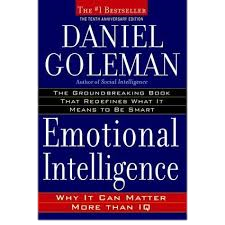 The #1 Bestseller
THE TENTH ANNIVERSARY EDITION
DANIEL
GOLEMAN
Author of Social Intelligence
The Groundbreaking Book
That Redefines What It
Means to Be Smart
Emotional
Intelligence
Why It Can Matter
More Than IQ